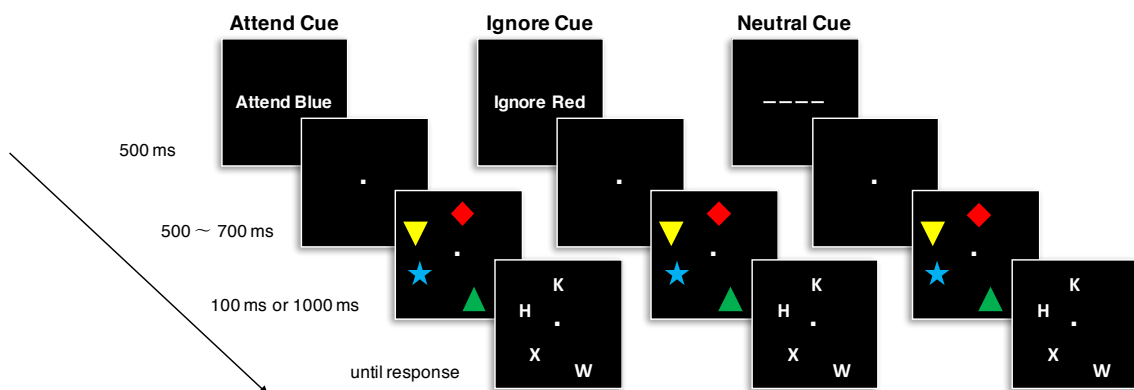 Attend Cue
Ignore Cue
Neutral Cue
Attend Blue
Ignore Red
500 ms
500 ～ 700 ms
100 ms or 1000 ms
until response
K
H
X
W
K
H
X
W
K
H
X
W